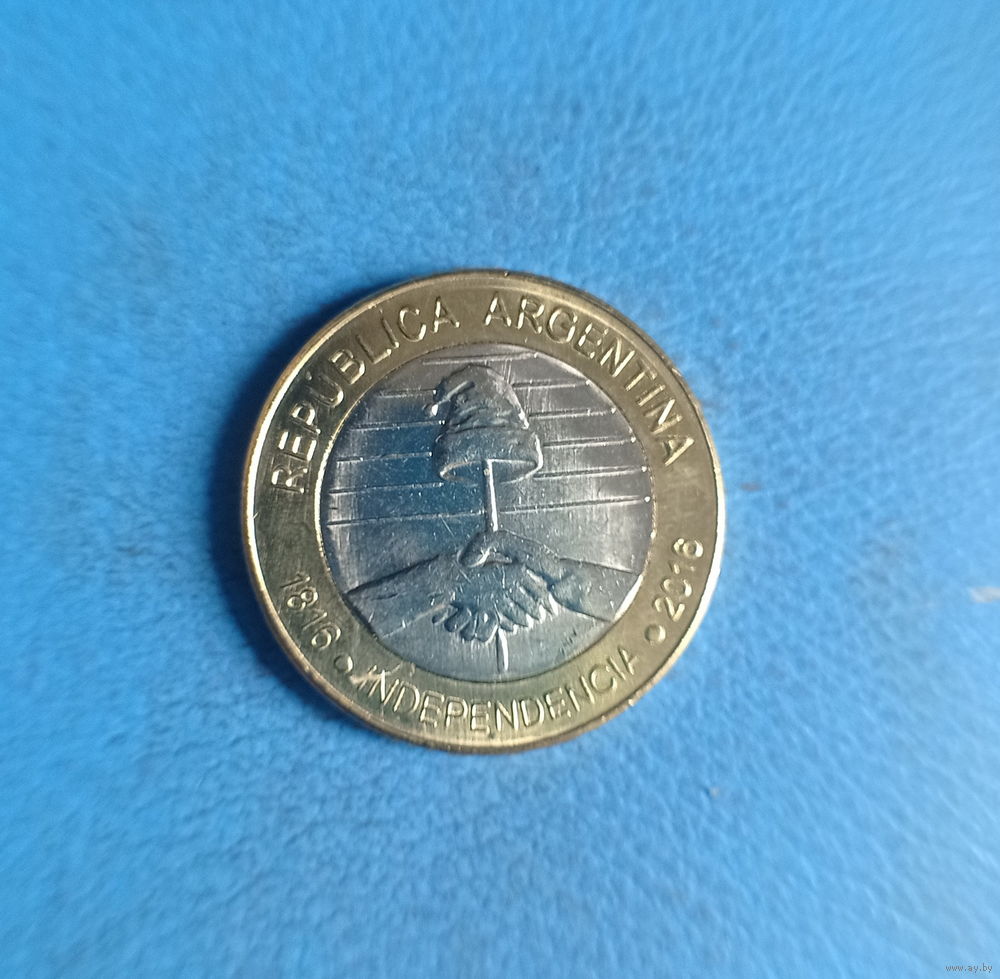 REPÚBLICA ARGENTINA
1816 • INDEPENDENCIA • 2016
www.ay.by